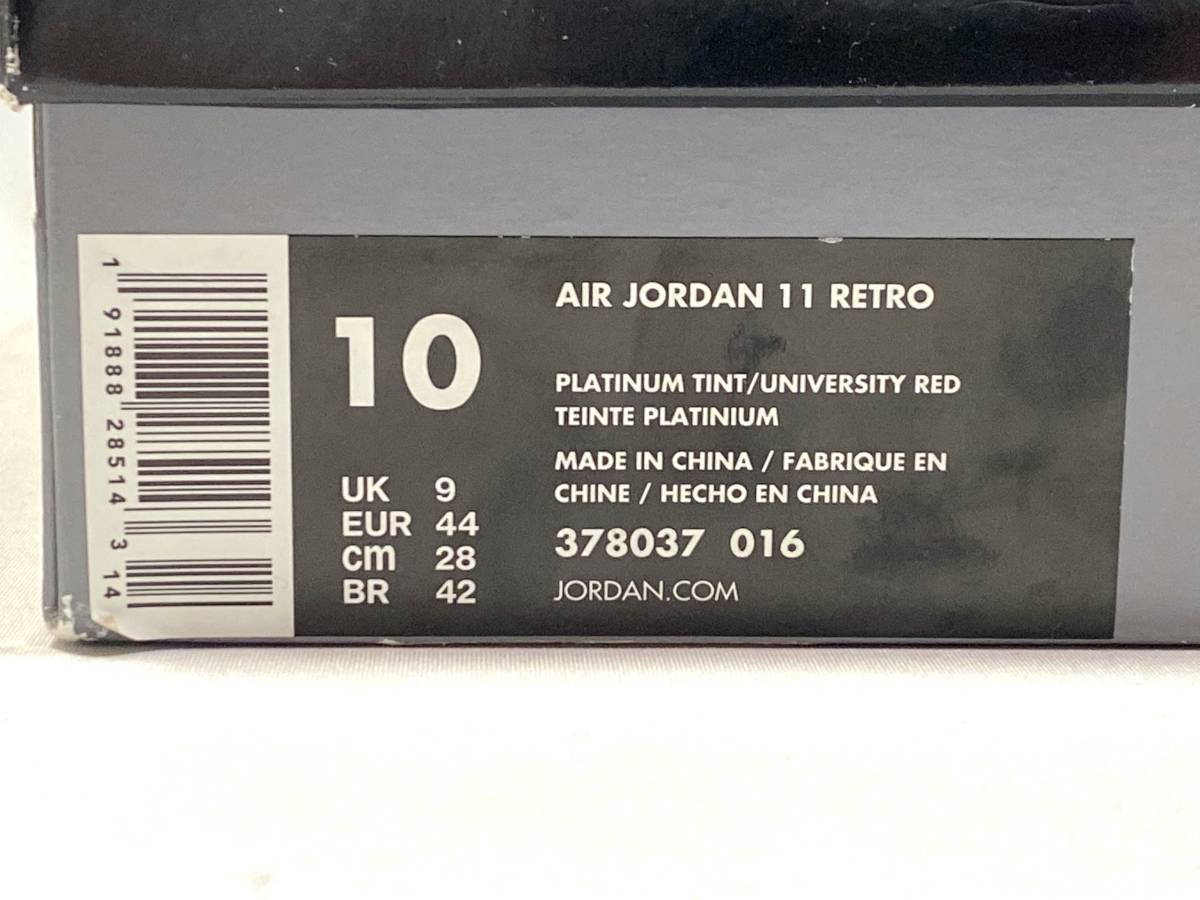 1 91888 28514 3 14
10
UK 9
EUR 44
cm 28
BR 42
AIR JORDAN 11 RETRO
PLATINUM TINT/UNIVERSITY RED
TEINTE PLATINIUM
MADE IN CHINA / FABRIQUE EN
CHINE / HECHO EN CHINA
378037 016
JORDAN.COM